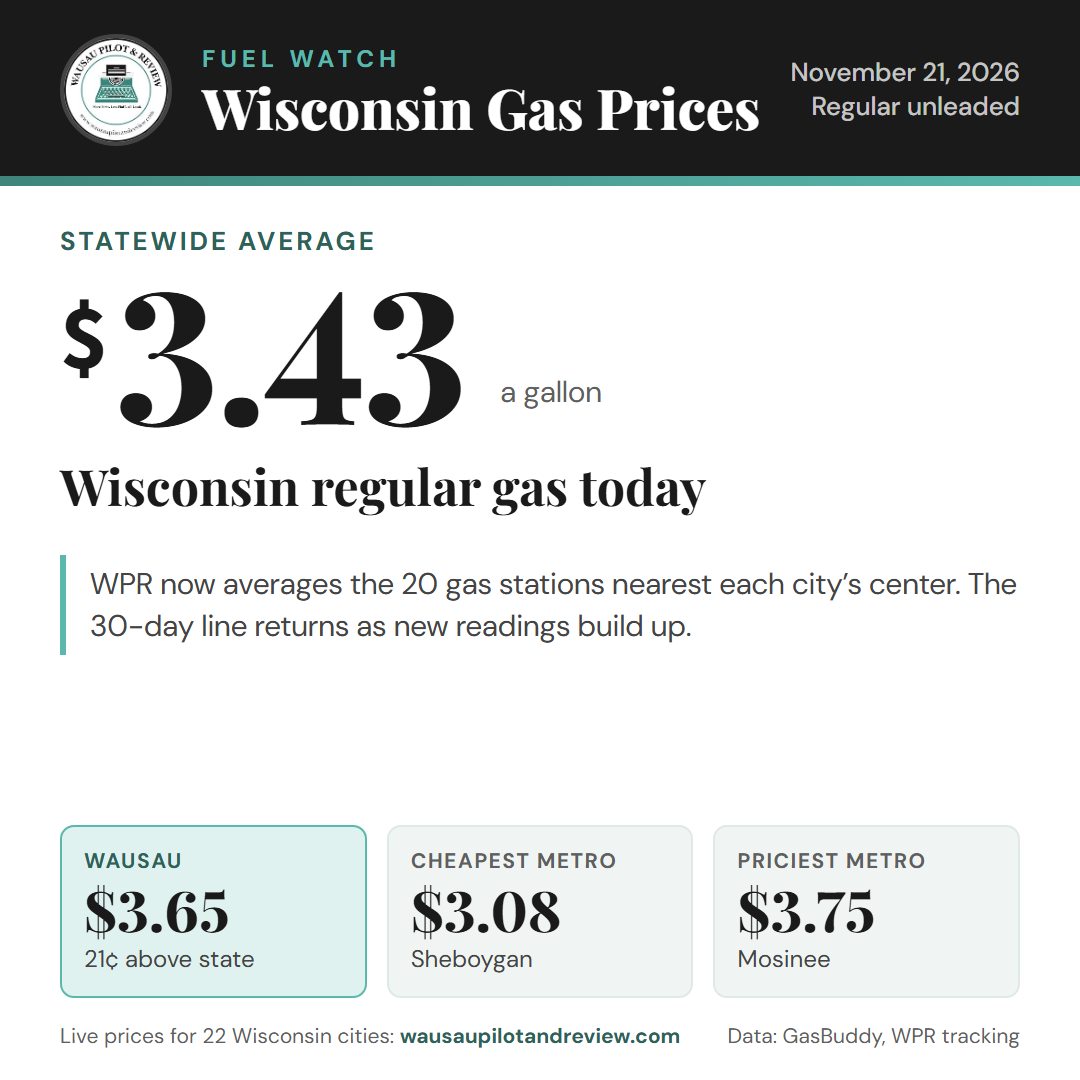 WAUSAU PILOT & REVIEW
www.wausaupilotandreview.com
FUEL WATCH
Wisconsin Gas Prices
November 21, 2026
Regular unleaded
STATEWIDE AVERAGE
$3.43 a gallon
Wisconsin regular gas today
WPR now averages the 20 gas stations nearest each city’s center. The
30-day line returns as new readings build up.
WAUSAU
$3.65
21¢ above state
CHEAPEST METRO
$3.08
Sheboygan
PRICIEST METRO
$3.75
Mosinee
Live prices for 22 Wisconsin cities: wausaupilotandreview.com
Data: GasBuddy, WPR tracking